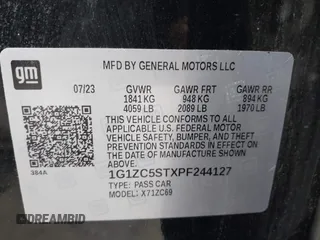 gm
MFD BY GENERAL MOTORS LLC
07/23 GVWR GAWR FRT GAWR RR
1841 KG 948 KG 894 KG
4059 LB 2089 LB 1970 LB
THIS VEHICLE CONFORMS TO ALL
APPLICABLE U.S. FEDERAL MOTOR
VEHICLE SAFETY, BUMPER, AND THEFT
PREVENTION STANDARDS IN EFFECT ON
THE DATE OF MANUFACTURE SHOWN
ABOVE.
1G1ZC5STXPF244127
384A TYPE: PASS CAR
MODEL: X71ZC69
DREAMBID